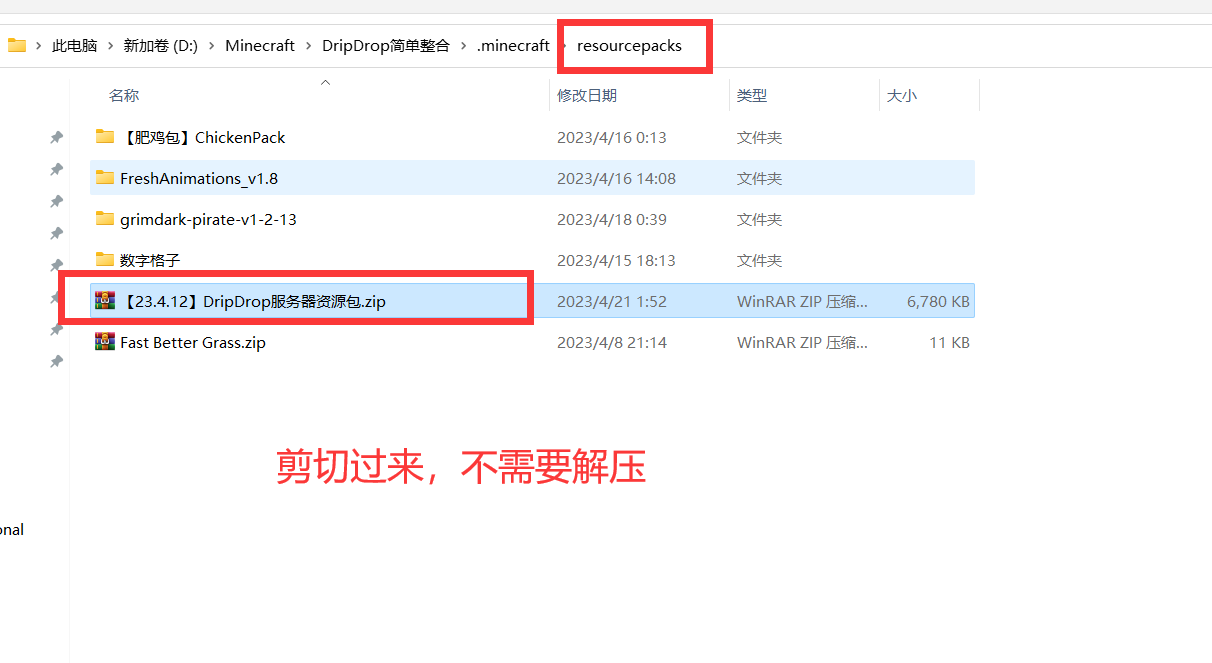 此电脑 › 新加卷 (D:) › Minecraft › DripDrop简单整合 › .minecraft › resourcepacks
名称 修改日期 类型 大小
【肥鸡包】ChickenPack 2023/4/16 0:13 文件夹
FreshAnimations_v1.8 2023/4/16 14:08 文件夹
grimdark-pirate-v1-2-13 2023/4/18 0:39 文件夹
数字格子 2023/4/15 18:13 文件夹
【23.4.12】DripDrop服务器资源包.zip 2023/4/21 1:52 WinRAR ZIP 压缩... 6,780 KB
Fast Better Grass.zip 2023/4/8 21:14 WinRAR ZIP 压缩... 11 KB
剪切过来，不需要解压
onal